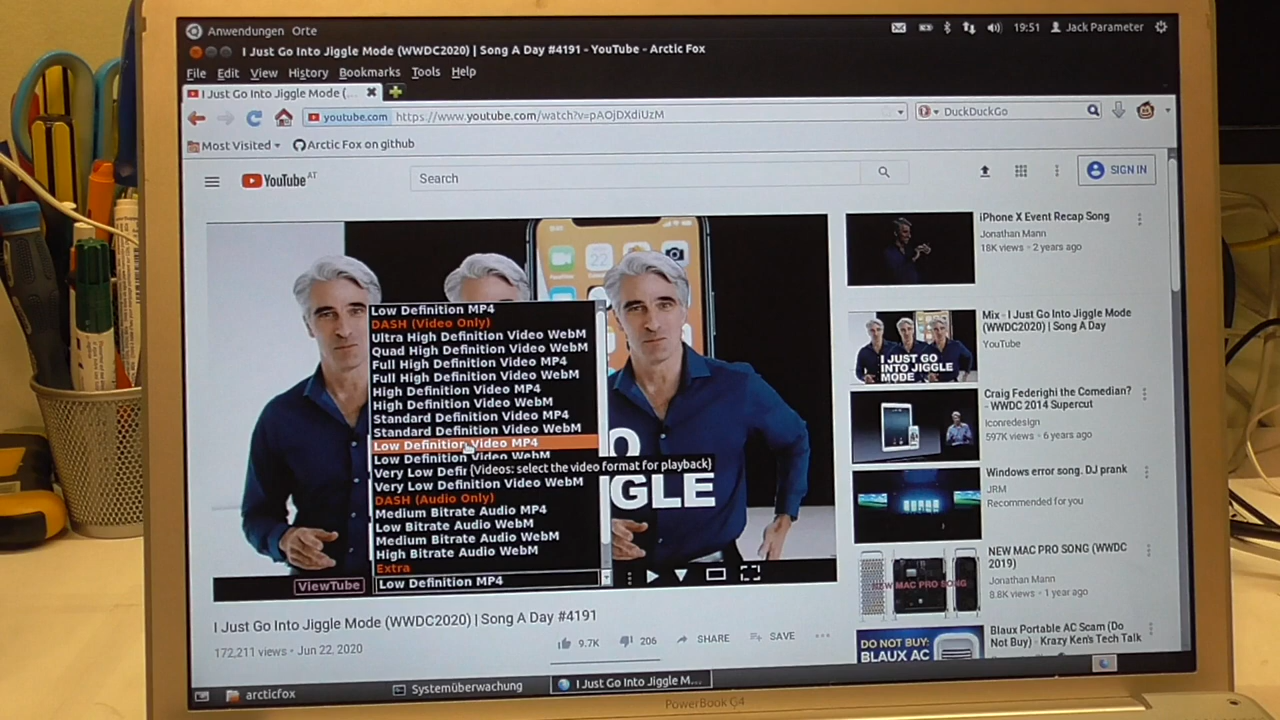 Anwendungen Orte
19:51 Jack Parameter
I Just Go Into Jiggle Mode (WWDC2020) | Song A Day #4191 - YouTube - Arctic Fox
File Edit View History Bookmarks Tools Help
I Just Go Into Jiggle Mode (...
youtube.com https://www.youtube.com/watch?v=pAOjDXdiUzM
DuckDuckGo
Most Visited Arctic Fox on github
YouTube AT
Search
SIGN IN
Low Definition MP4
DASH (Video Only)
Ultra High Definition Video WebM
Quad High Definition Video WebM
Full High Definition Video MP4
Full High Definition Video WebM
High Definition Video MP4
High Definition Video WebM
Standard Definition Video MP4
Standard Definition Video WebM
Low Definition Video MP4
Low Definition Video WebM
Very Low Defi
(Videos: select the video format for playback)
Very Low Definition Video WebM
DASH (Audio Only)
Medium Bitrate Audio MP4
Low Bitrate Audio WebM
Medium Bitrate Audio WebM
High Bitrate Audio WebM
Extra
ViewTube
Low Definition MP4
O
GLE
22
I Just Go Into Jiggle Mode (WWDC2020) | Song A Day #4191
172,211 views • Jun 22, 2020
9.7K 206 SHARE SAVE
iPhone X Event Recap Song
Jonathan Mann
18K views • 2 years ago
I JUST GO
INTO JIGGLE
MODE
Mix - I Just Go Into Jiggle Mode
(WWDC2020) | Song A Day
YouTube
Craig Federighi the Comedian?
- WWDC 2014 Supercut
Iconredesign
597K views • 6 years ago
Windows error song. DJ prank
JRM
Recommended for you
NEW MAC PRO SONG
NEW MAC PRO SONG (WWDC
2019)
Jonathan Mann
8.8K views • 1 year ago
DO NOT BUY:
BLAUX AC
Blaux Portable AC Scam (Do
Not Buy) - Krazy Ken's Tech Talk
arcticfox
Systemüberwachung
I Just Go Into Jiggle M...
PowerBook G4